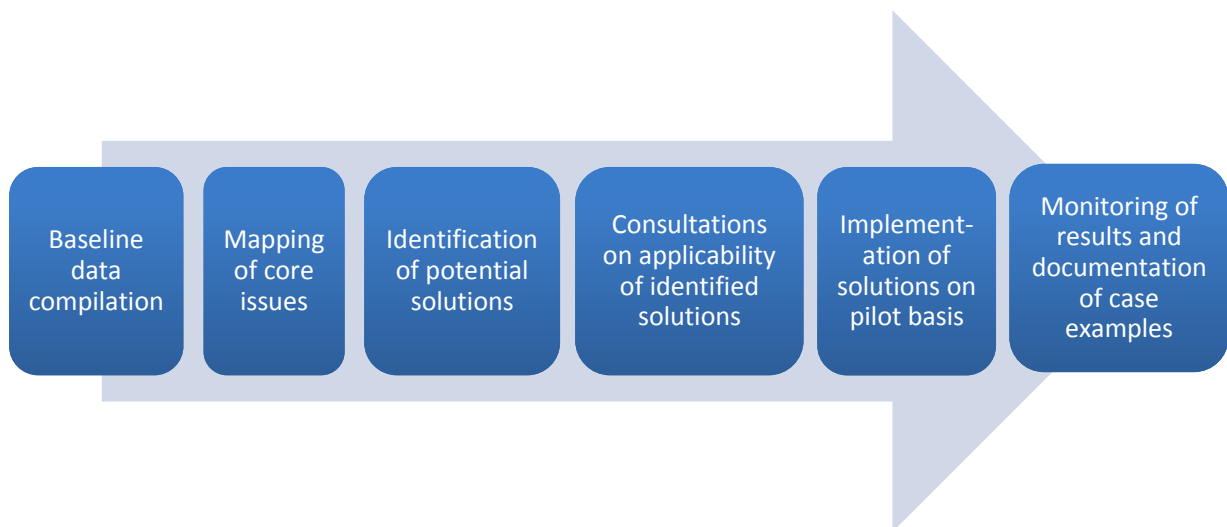 Baseline
data
compilation
Mapping
of core
issues
Identification
of potential
solutions
Consultations
on applicability
of identified
solutions
Implement-
ation of
solutions on
pilot basis
Monitoring of
results and
documentation
of case
examples